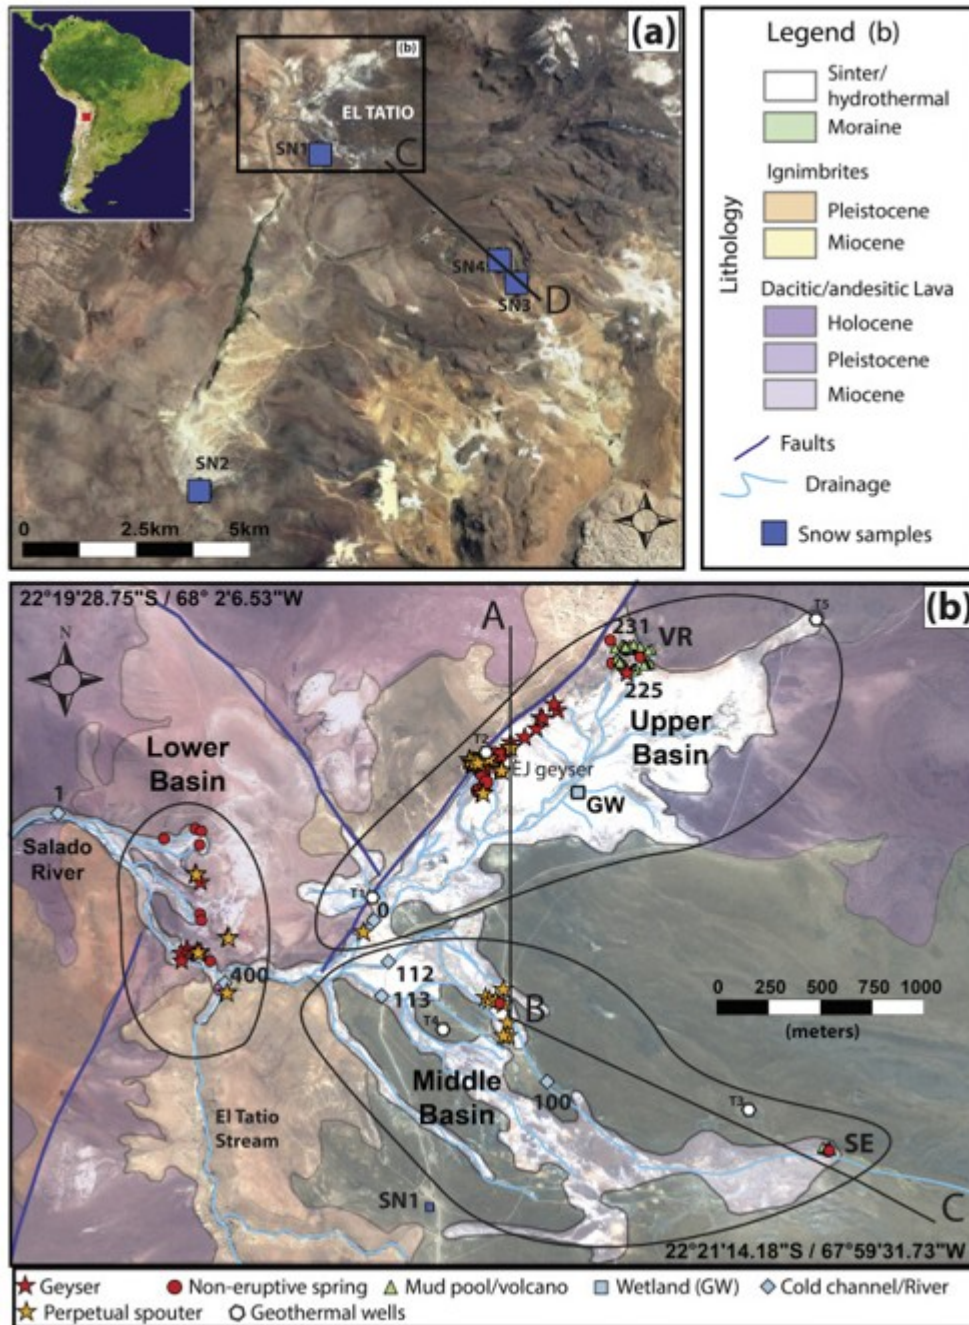 (a)
(b)
EL TATIO
SN1
C
SN4
SN3
D
SN2
0
2.5km
5km
Legend (b)
Sinter/
hydrothermal
Moraine
Ignimbrites
Pleistocene
Miocene
Lithology
Dacitic/andesitic Lava
Holocene
Pleistocene
Miocene
Faults
Drainage
Snow samples
22°19'28.75"S / 68° 2'6.53"W
(b)
N
A
T5
231
VR
225
Upper
Basin
Lower
Basin
T2
EJ geyser
GW
1
Salado
River
T1
0
400
112
113
B
T4
0 250 500 750 1000
(meters)
Middle
Basin
100
T3
El Tatio
Stream
SE
SN1
C
22°21'14.18"S / 67°59'31.73"W
Geyser
Non-eruptive spring
Mud pool/volcano
Wetland (GW)
Cold channel/River
Perpetual spouter
Geothermal wells